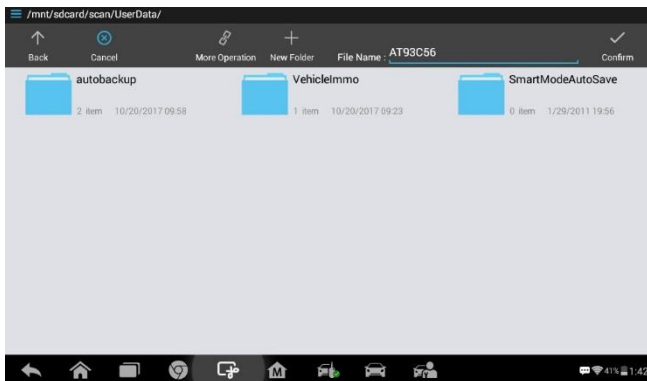 /mnt/sdcard/scan/UserData/
Back Cancel More Operation New Folder File Name : AT93C56 Confirm
autobackup VehicleImmo SmartModeAutoSave
2 item 10/20/2017 09:58 1 item 10/20/2017 09:23 0 item 1/29/2011 19:56
M 41% 1:42